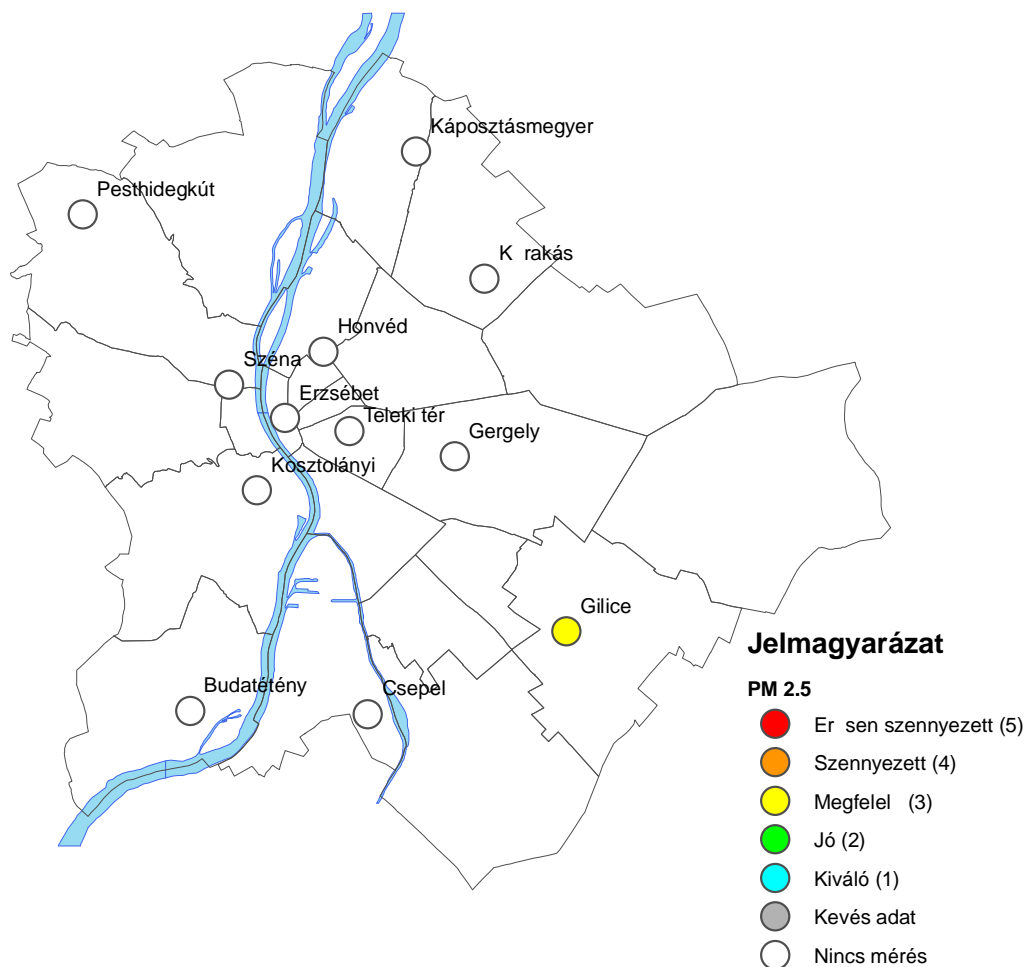 Káposztásmegyer
Pesthidegkút
K rakás
Honvéd
Széna
Erzsébet
Teleki tér
Gergely
Kosztolányi
Gilice
Budatétény
Csepel
Jelmagyarázat
PM 2.5
Er sen szennyezett (5)
Szennyezett (4)
Megfelel (3)
Jó (2)
Kiváló (1)
Kevés adat
Nincs mérés